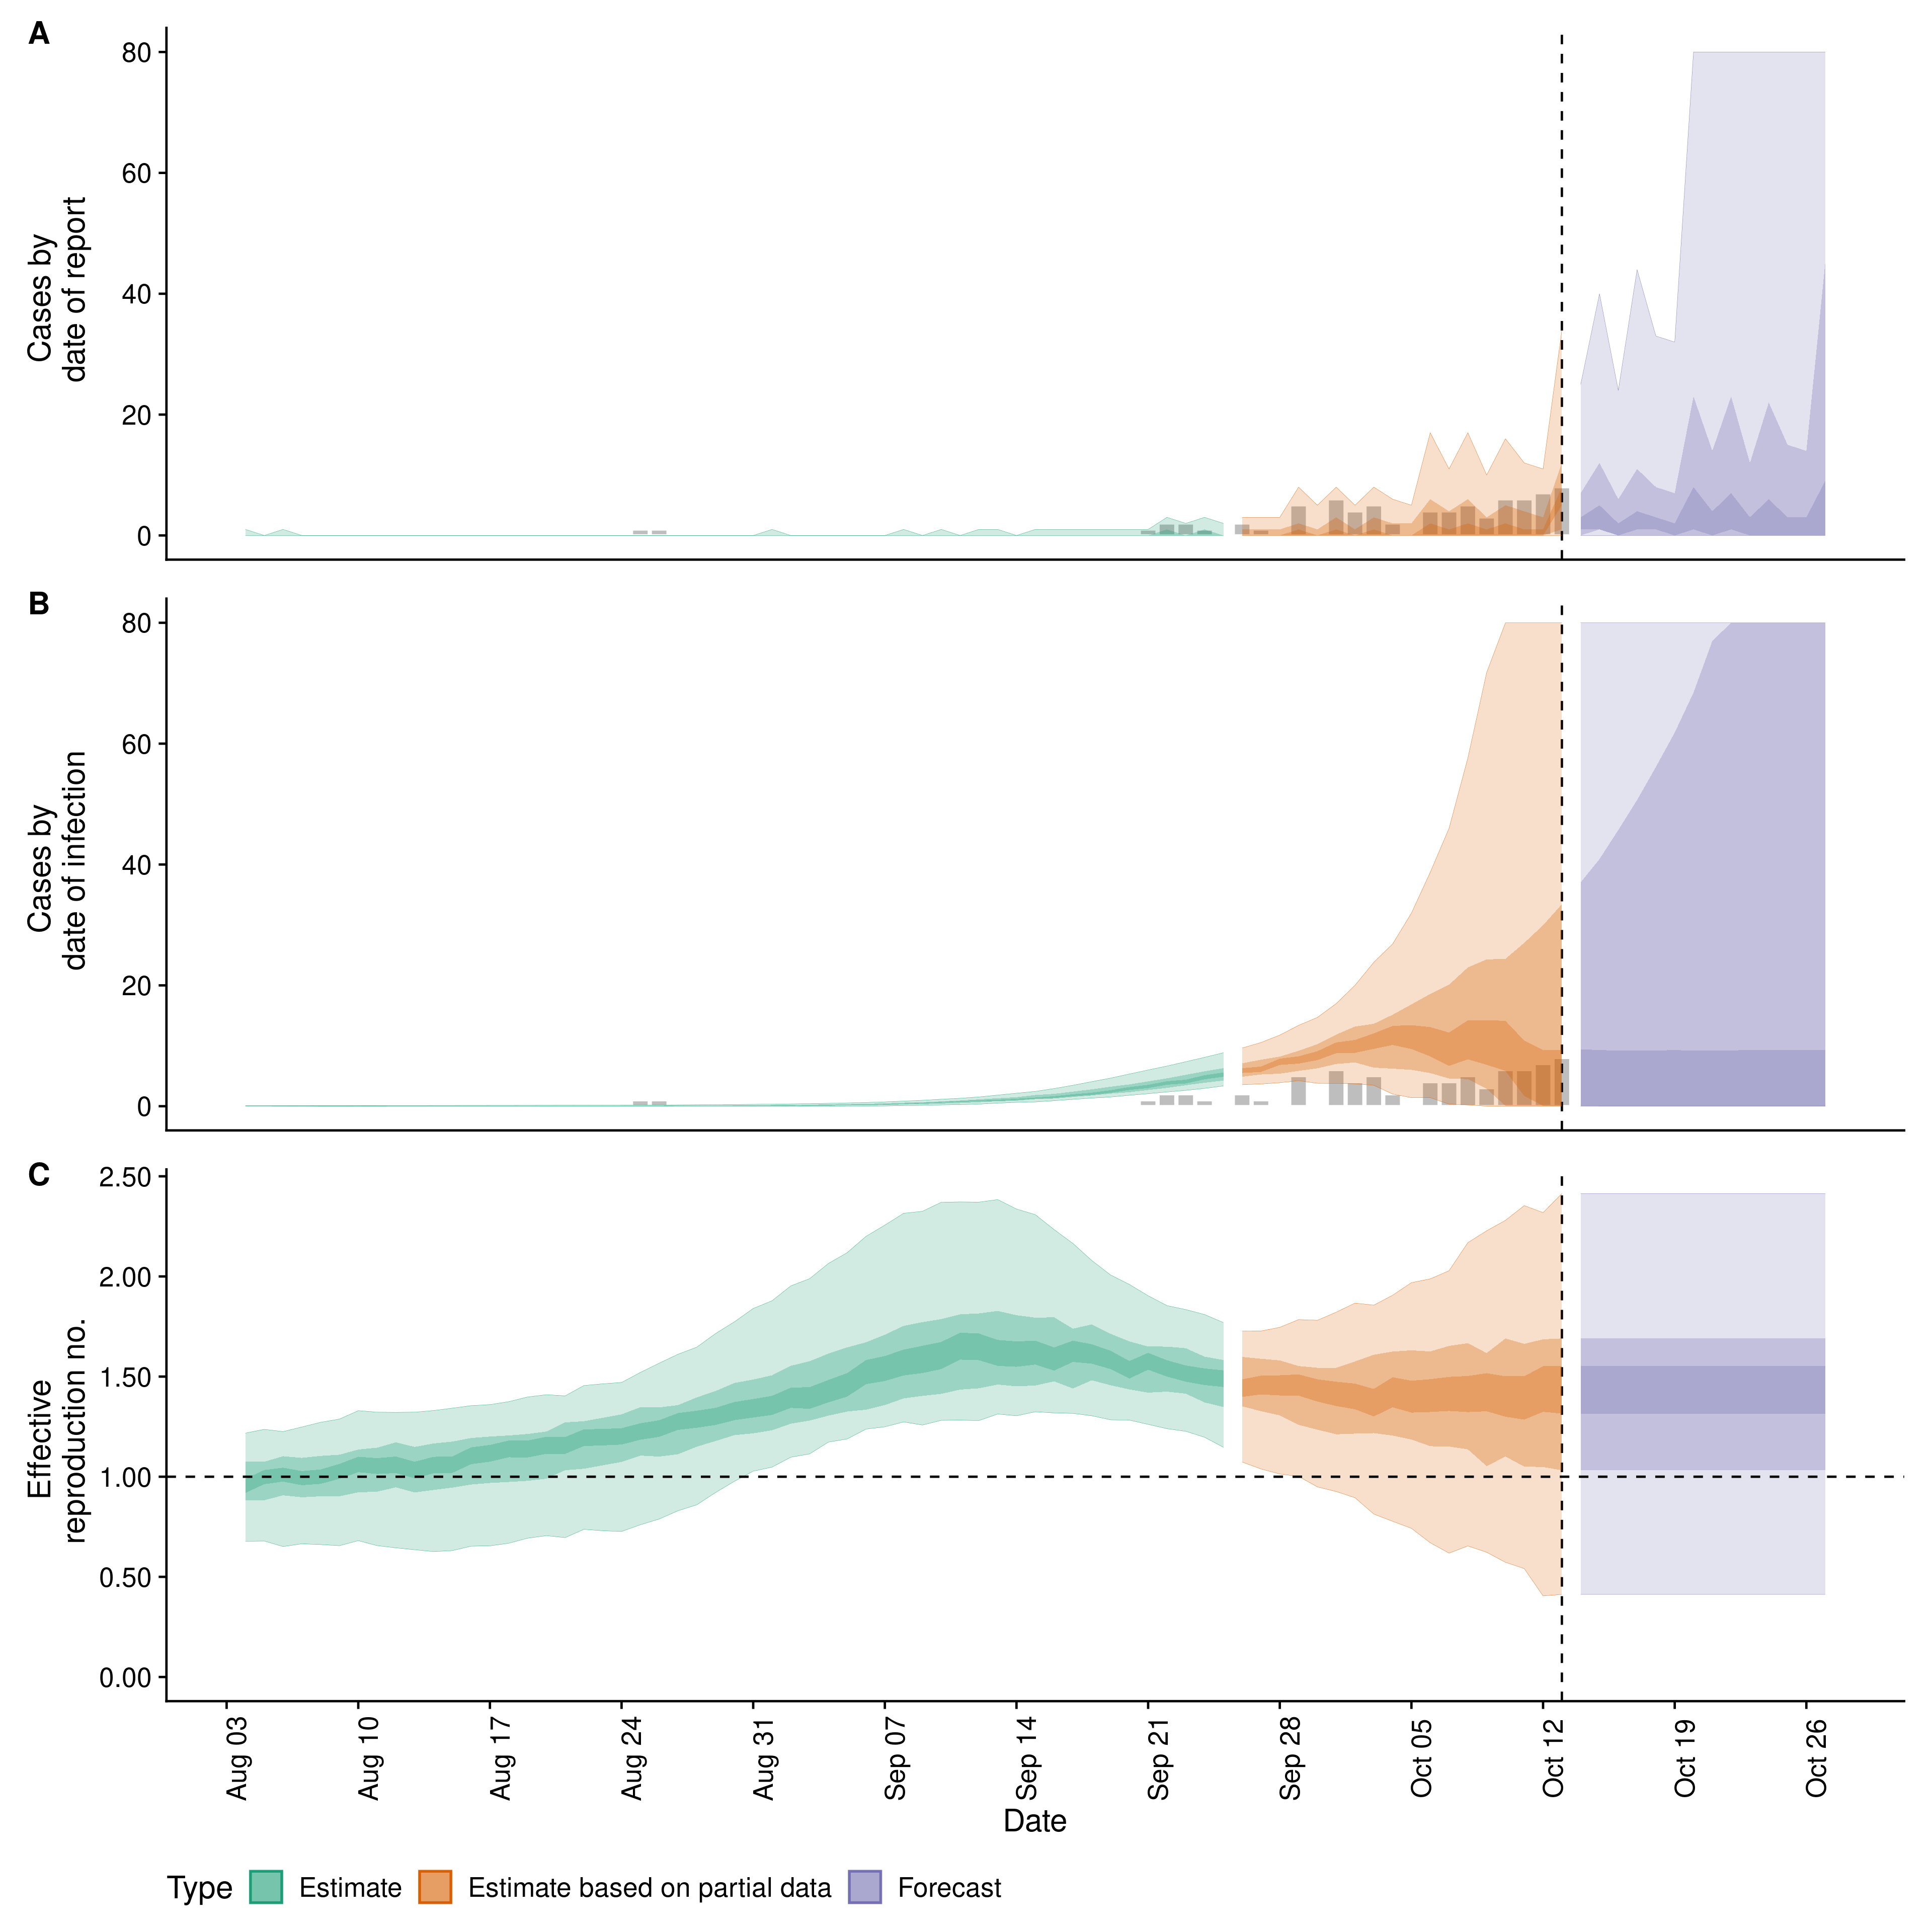 A
80
60
40
20
0
Cases by
date of report
B
80
60
40
20
0
Cases by
date of infection
C
2.50
2.00
1.50
1.00
0.50
0.00
Effective
reproduction no.
Aug 03
Aug 10
Aug 17
Aug 24
Aug 31
Sep 07
Sep 14
Sep 21
Sep 28
Oct 05
Oct 12
Oct 19
Oct 26
Date
Type Estimate Estimate based on partial data Forecast